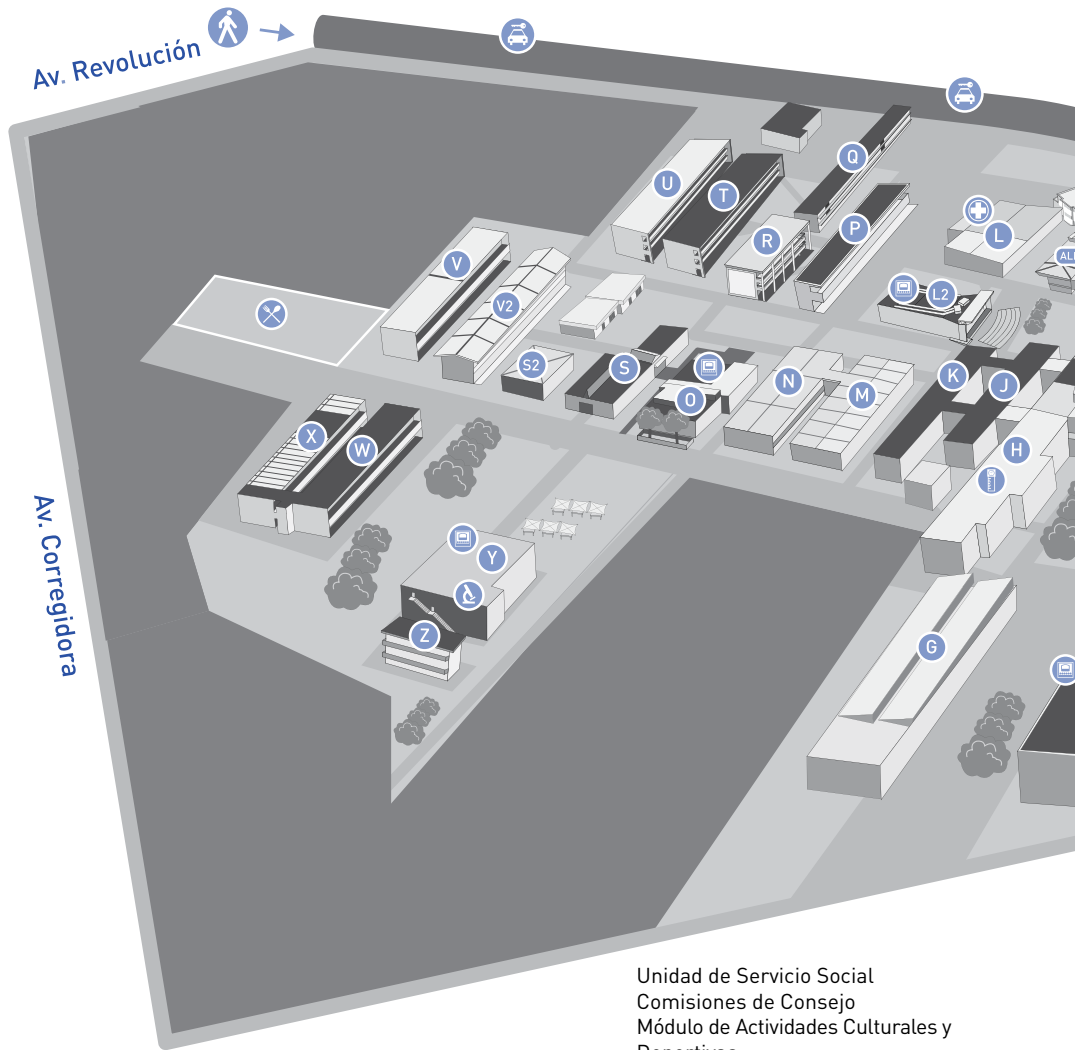 Av. Revolución
Q
U
T
P
R
L
V
L2
V2
S2
S
K
J
N
M
O
X
W
H
Av. Corregidora
Y
Z
G
Unidad de Servicio Social
Comisiones de Consejo
Módulo de Actividades Culturales y